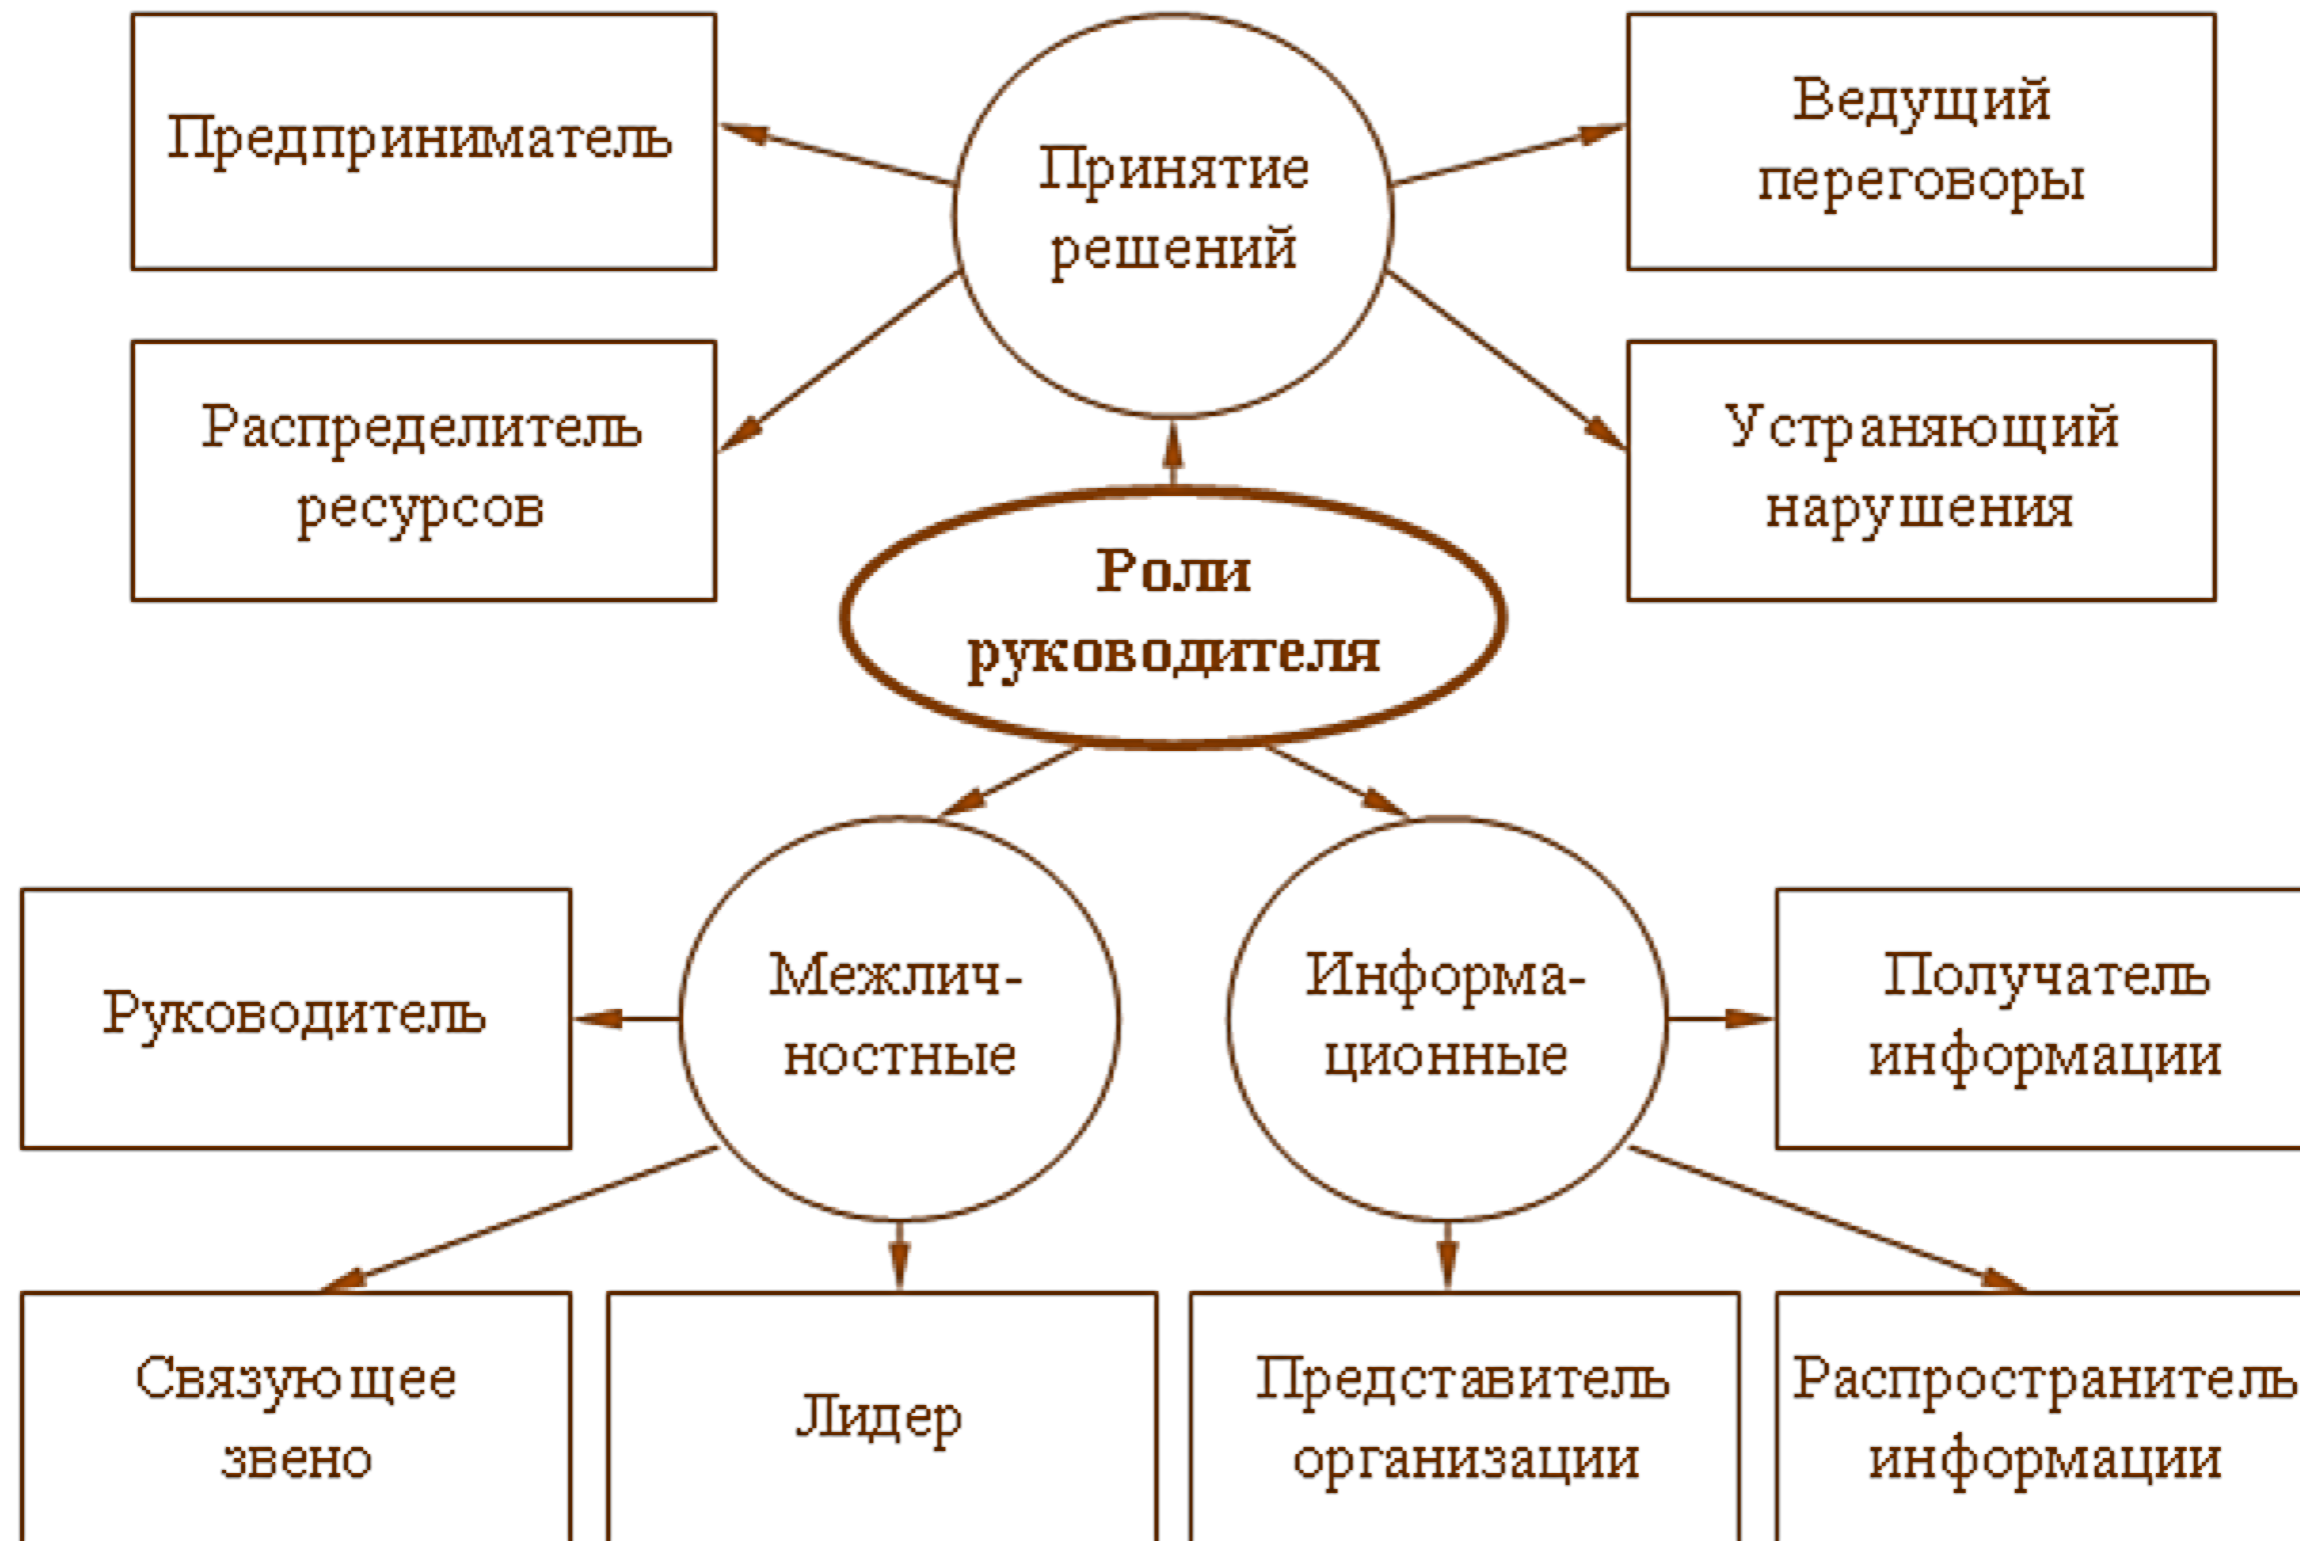 Предприниматель
Принятие
решений
Ведущий
переговоры
Распределитель
ресурсов
Устраняющий
нарушения
Роли
руководителя
Руководитель
Межлич-
ностные
Информа-
ционные
Получатель
информации
Связующее
звено
Лидер
Представитель
организации
Распространитель
информации